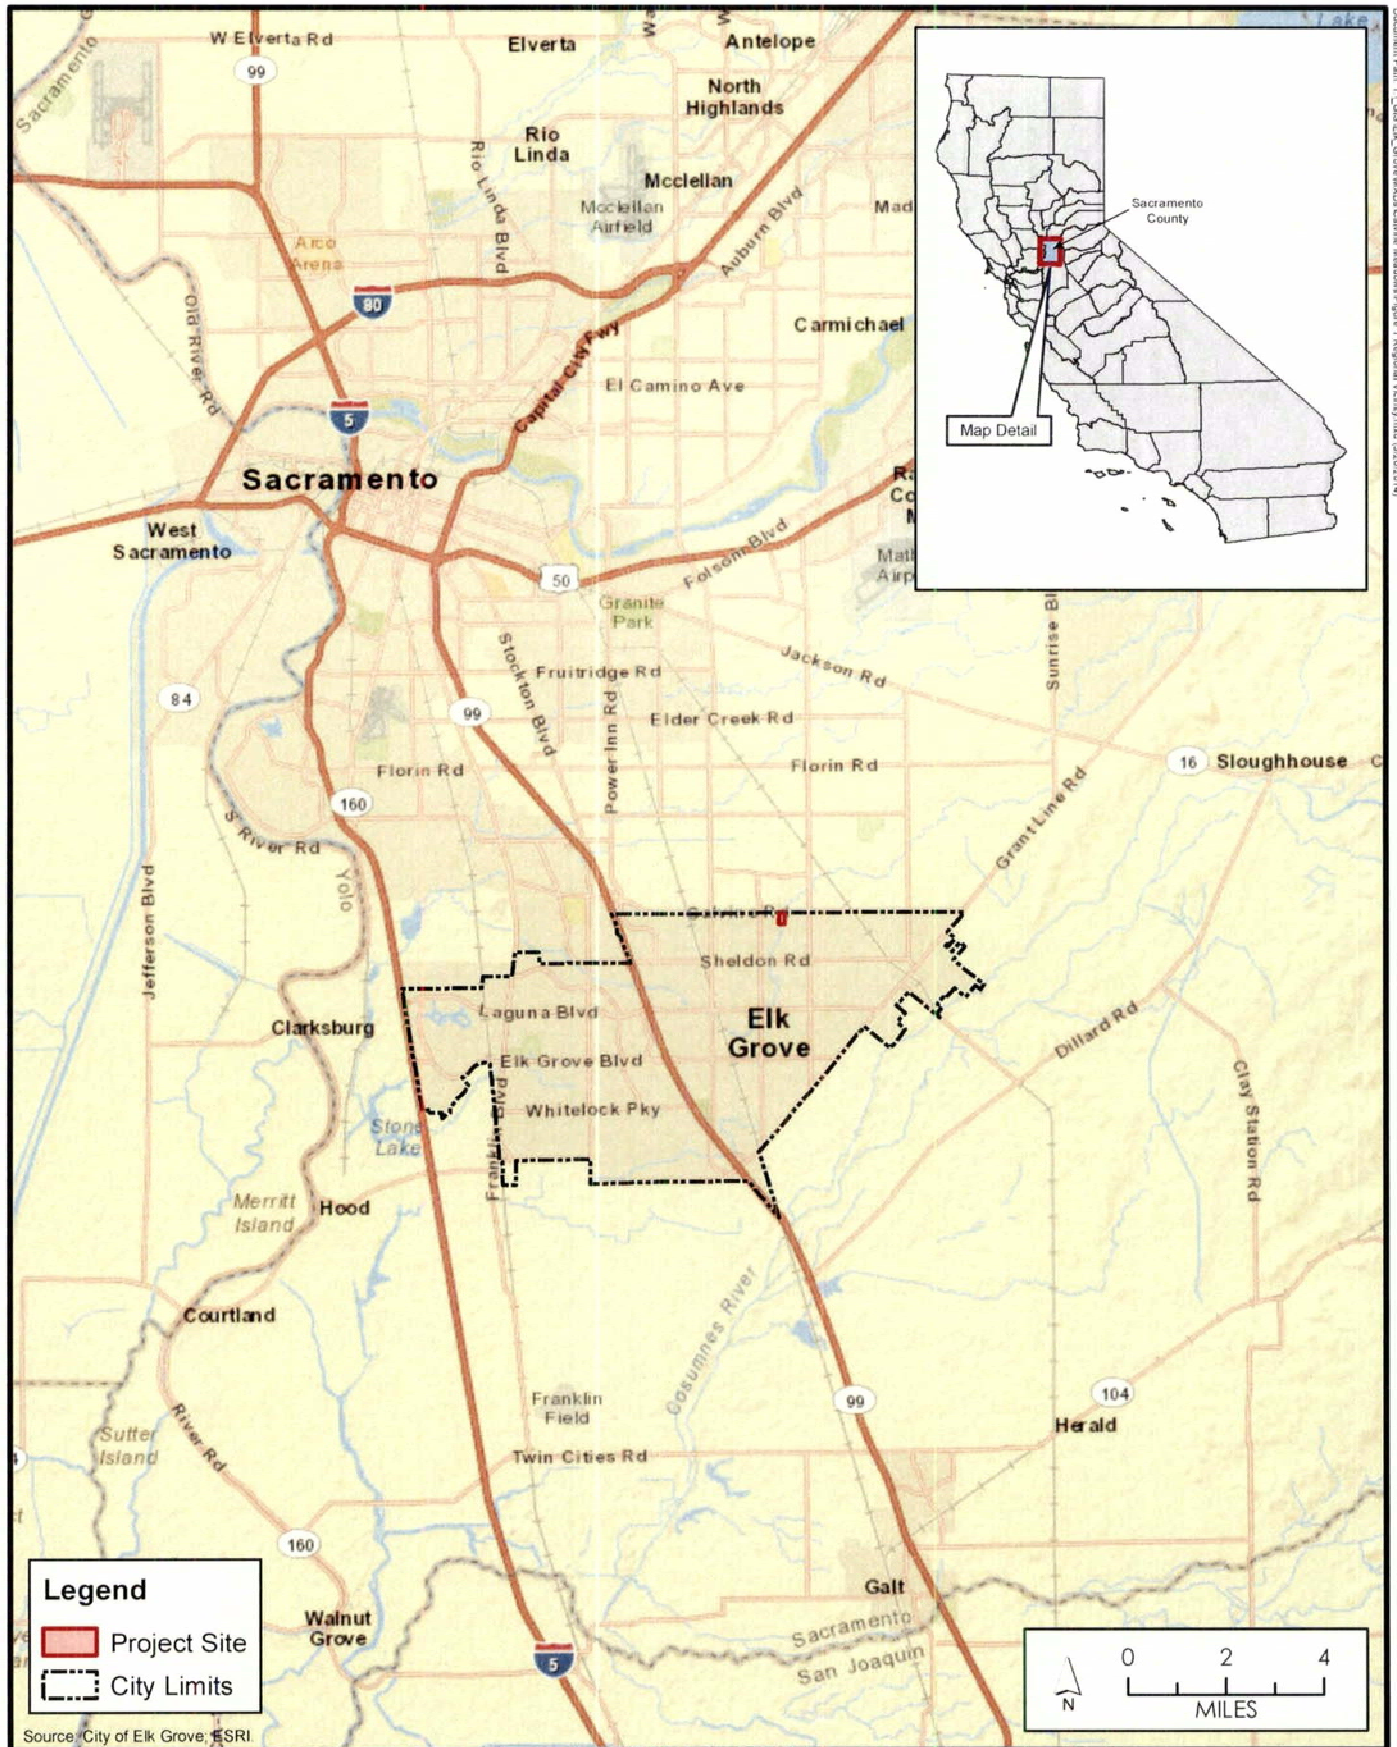 W Elverta Rd
Elverta
Antelope
Lake
99
Sacramento
North
Highlands
Rio
Linda
Rio Linda Blvd
Mcclellan
Mcclellan
Airfield
Auburn Blvd
Mad
Sacramento
County
Arco
Arena
80
Old River Rd
Capital City Fwy
Carmichael
El Camino Ave
5
Map Detail
Sacramento
West
Sacramento
Folsom Blvd
50
Granite
Park
Sunrise Bl
Stockton Blvd
Fruitridge Rd
Jackson Rd
84
99
Power Inn Rd
Elder Creek Rd
Florin Rd
Florin Rd
16
Sloughhouse
160
Grant Line Rd
S River Rd
Yolo
Jefferson Blvd
Sheldon Rd
Laguna Blvd
Elk
Grove
Clarksburg
Dillard Rd
Elk Grove Blvd
Whitelock Pky
Franklin Blvd
Stone
Lake
Clay Station Rd
Merritt
Island
Hood
Courtland
Cosumnes River
Franklin
Field
99
104
Herald
River Rd
Sutter
Island
Twin Cities Rd
160
Galt
Walnut
Grove
Sacramento
San Joaquin
5
Legend
Project Site
City Limits
N
0 2 4
MILES
Source: City of Elk Grove; ESRI.